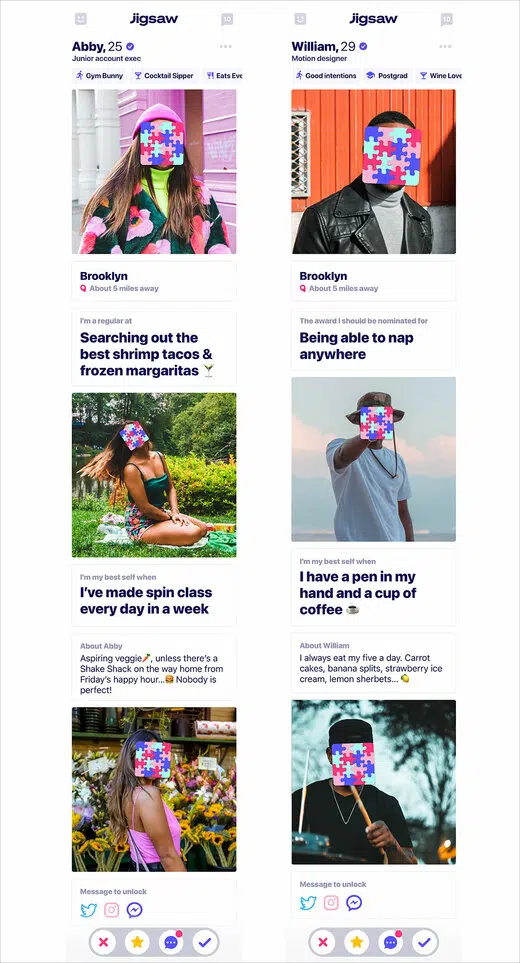 Jigsaw
10
Abby, 25
Junior account exec
Gym Bunny
Cocktail Sipper
Eats Eve
Brooklyn
About 5 miles away
I'm a regular at
Searching out the
best shrimp tacos &
frozen margaritas 🍸
I'm my best self when
I've made spin class
every day in a week
About Abby
Aspiring veggie🥕, unless there's a
Shake Shack on the way home from
Friday's happy hour...🍔 Nobody is
perfect!
Message to unlock
Jigsaw
10
William, 29
Motion designer
Good intentions
Postgrad
Wine Love
Brooklyn
About 5 miles away
The award I should be nominated for
Being able to nap
anywhere
I'm my best self when
I have a pen in my
hand and a cup of
coffee ☕
About William
I always eat my five a day. Carrot
cakes, banana splits, strawberry ice
cream, lemon sherbets... 🍋
Message to unlock